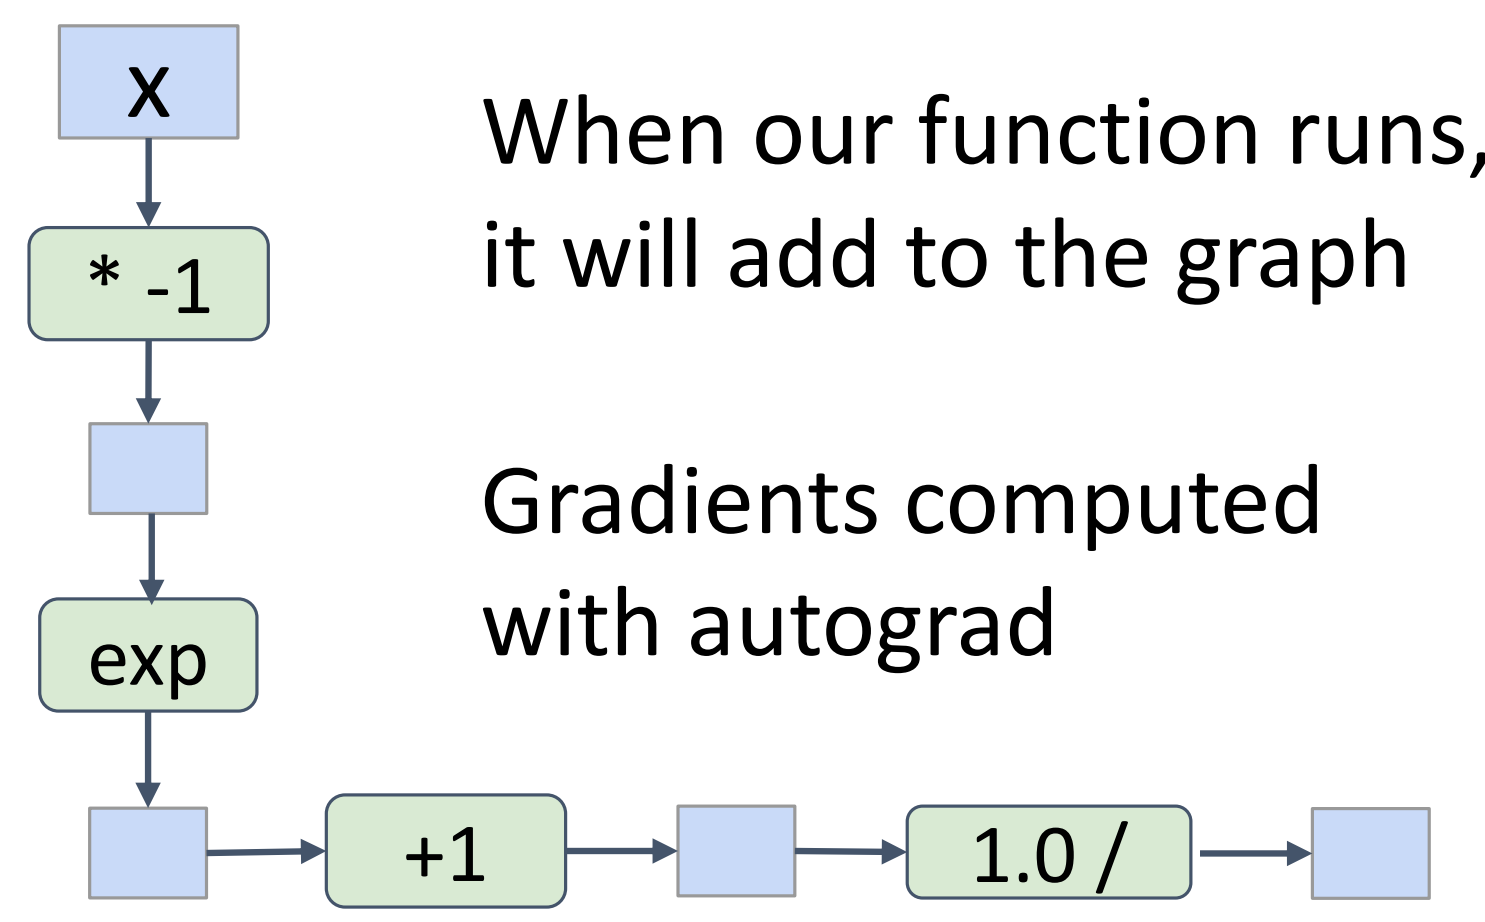 x
When our function runs,
it will add to the graph
* -1
Gradients computed
with autograd
exp
+1
1.0 /